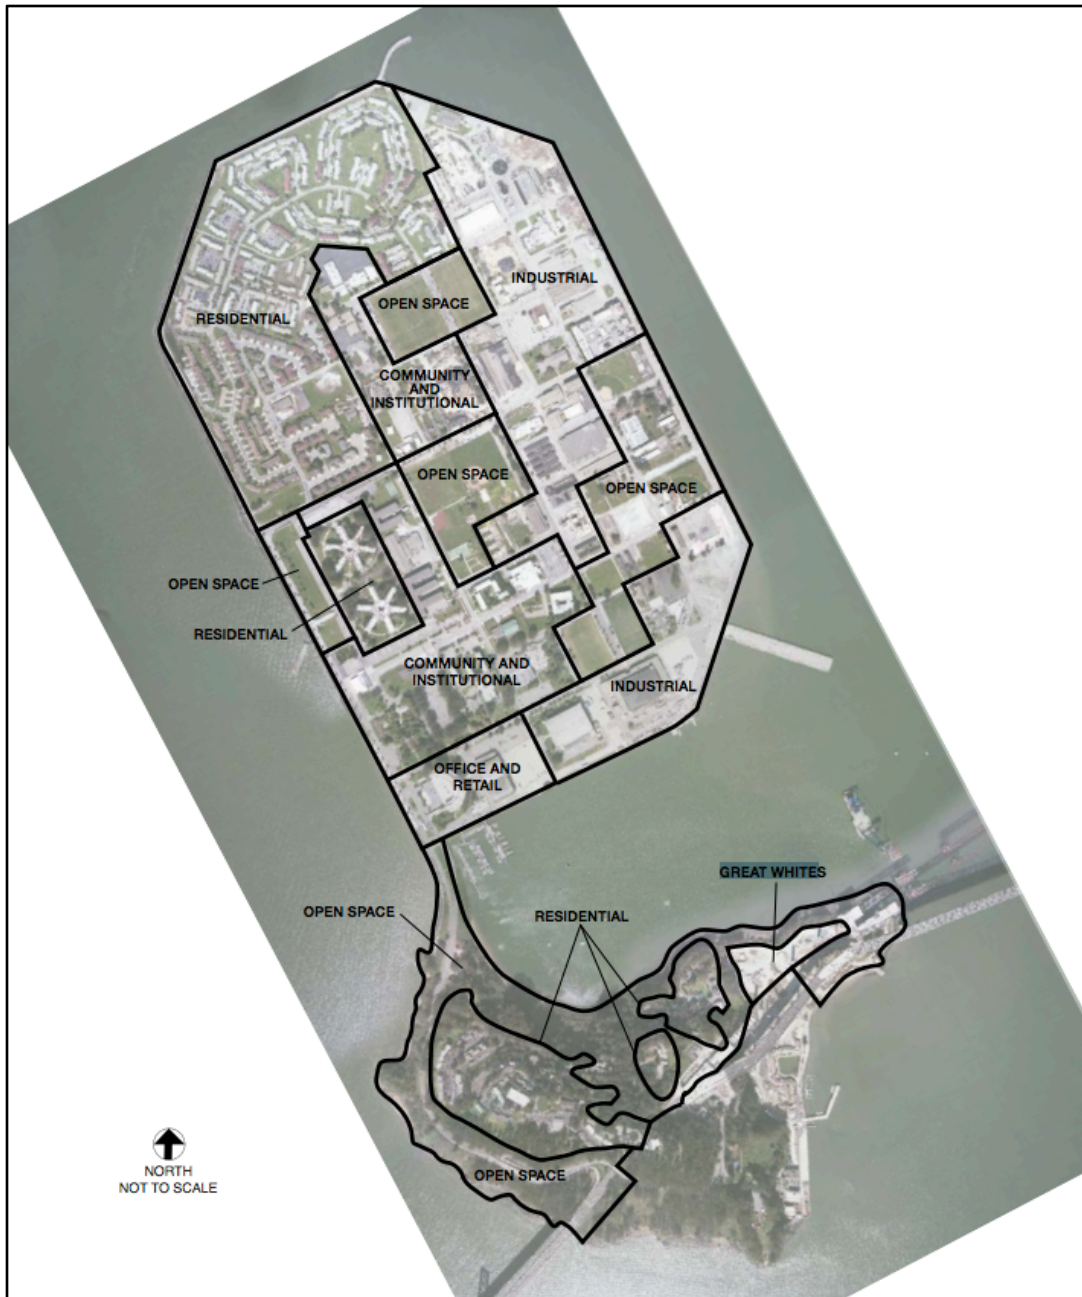 INDUSTRIAL
OPEN SPACE
RESIDENTIAL
COMMUNITY
AND
INSTITUTIONAL
OPEN SPACE
OPEN SPACE
OPEN SPACE
RESIDENTIAL
COMMUNITY AND
INSTITUTIONAL
INDUSTRIAL
OFFICE AND
RETAIL
GREAT WHITES
OPEN SPACE
RESIDENTIAL
OPEN SPACE
NORTH
NOT TO SCALE